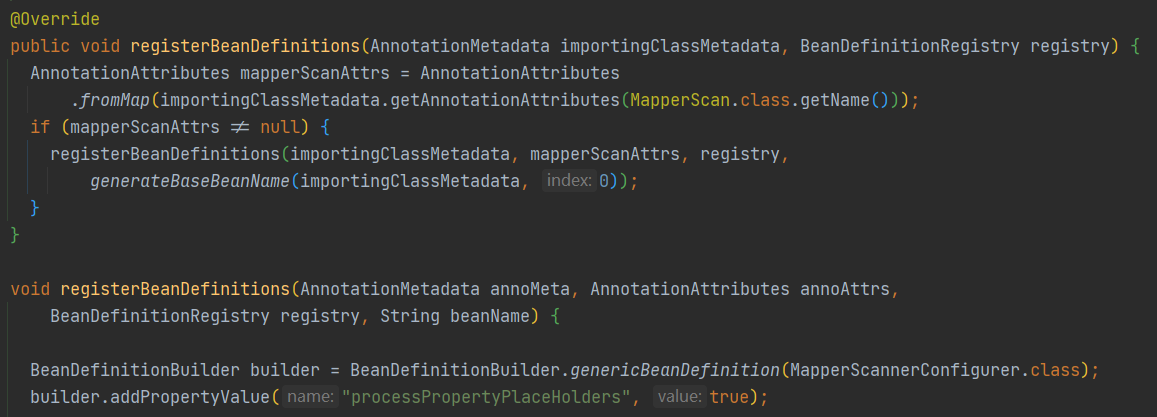 @Override
public void registerBeanDefinitions(AnnotationMetadata importingClassMetadata, BeanDefinitionRegistry registry) {
AnnotationAttributes mapperScanAttrs = AnnotationAttributes
.fromMap(importingClassMetadata.getAnnotationAttributes(MapperScan.class.getName()));
if (mapperScanAttrs ≠ null) {
registerBeanDefinitions(importingClassMetadata, mapperScanAttrs, registry,
generateBaseBeanName(importingClassMetadata, index: 0));
}
}
void registerBeanDefinitions(AnnotationMetadata annoMeta, AnnotationAttributes annoAttrs,
BeanDefinitionRegistry registry, String beanName) {
BeanDefinitionBuilder builder = BeanDefinitionBuilder.genericBeanDefinition(MapperScannerConfigurer.class);
builder.addPropertyValue( name: "processPropertyPlaceHolders", value: true);